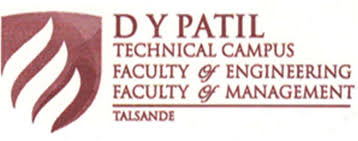 D Y PATIL
TECHNICAL CAMPUS
FACULTY of ENGINEERING
FACULTY of MANAGEMENT
TALSANDE